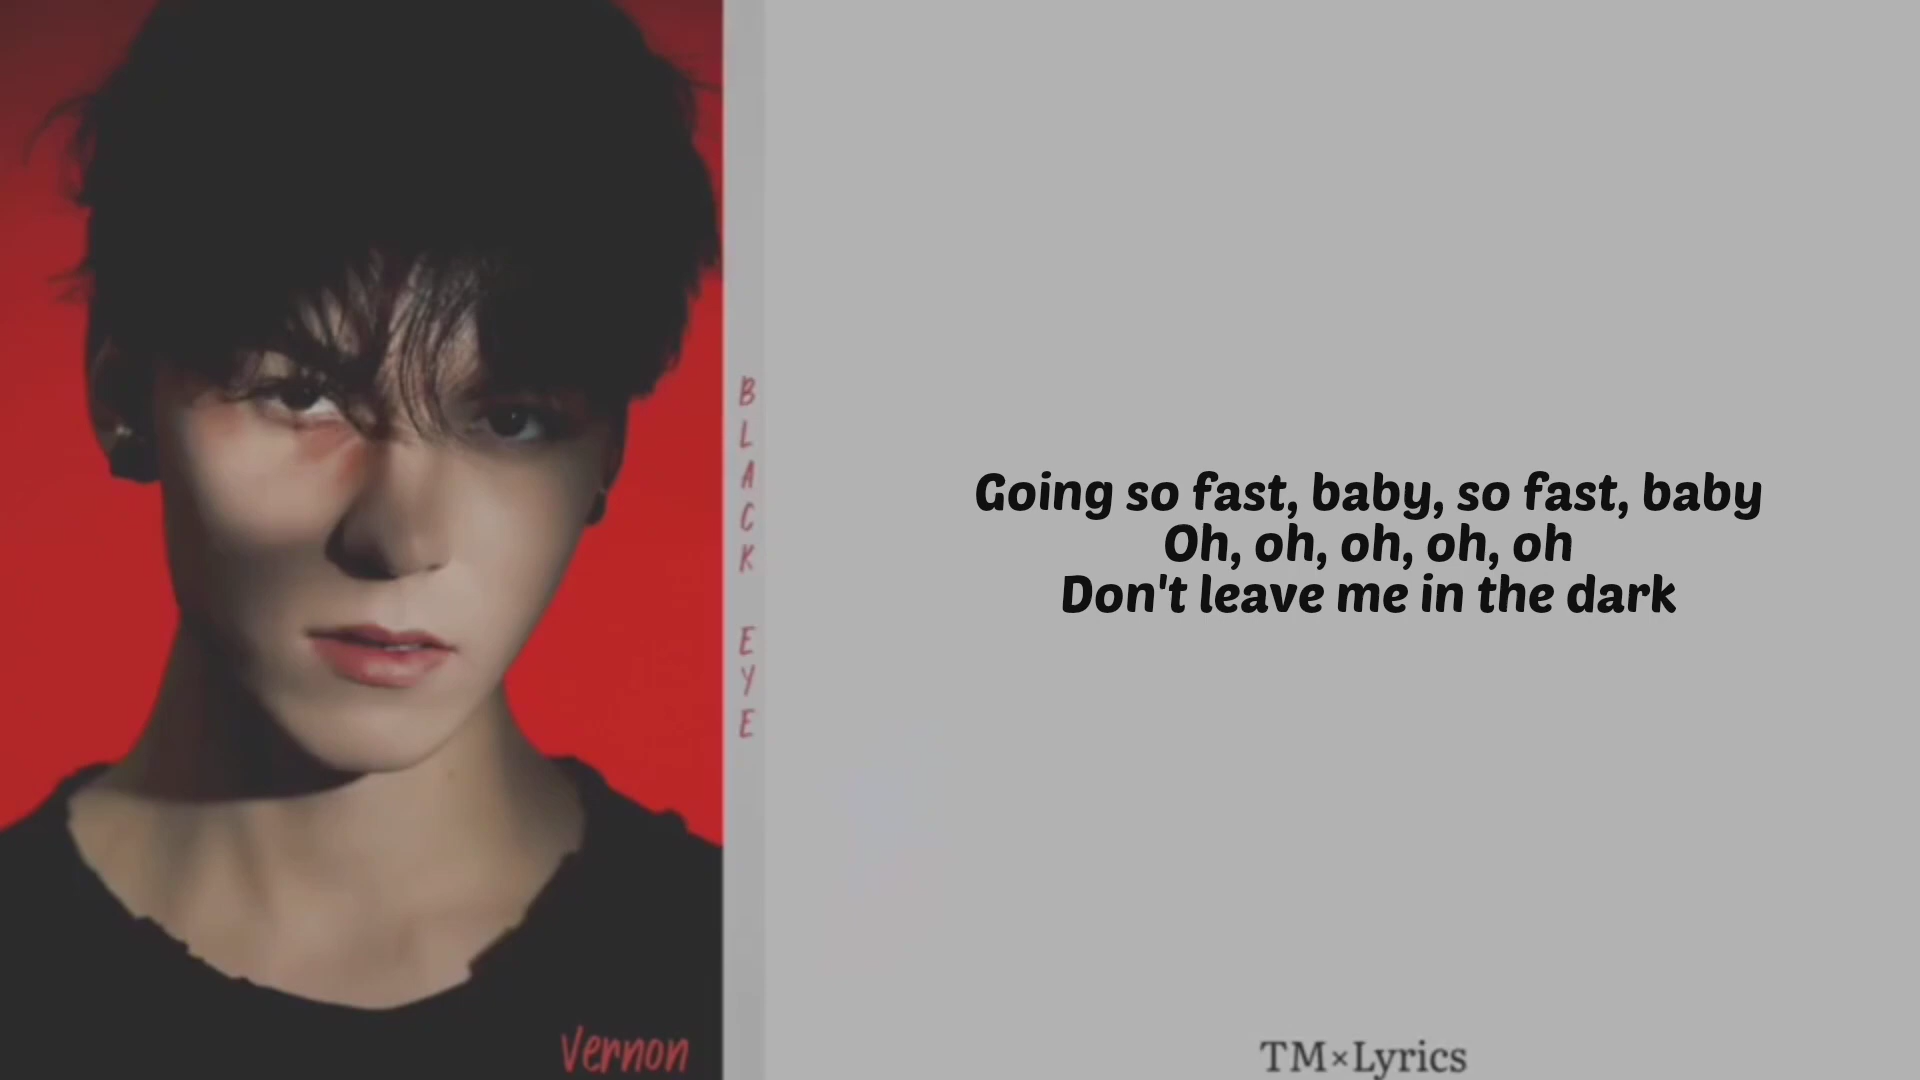 BLACK EYE
Going so fast, baby, so fast, baby
Oh, oh, oh, oh, oh
Don't leave me in the dark
Vernon
TM×Lyrics